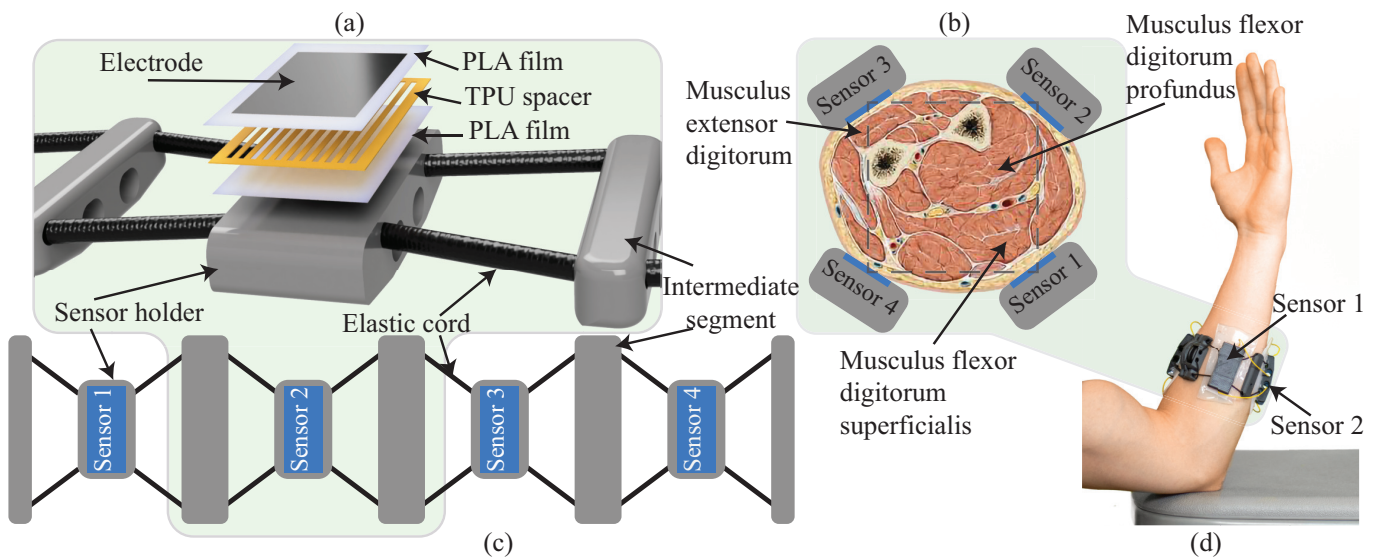 (a)
Electrode
PLA film
TPU spacer
PLA film
Sensor holder
Elastic cord
Intermediate
segment
(b)
Musculus flexor
digitorum
profundus
Musculus
extensor
digitorum
Sensor 3
Sensor 2
Sensor 4
Sensor 1
Musculus flexor
digitorum
superficialis
Sensor 1
Sensor 2
(d)
Sensor 1
Sensor 2
Sensor 3
Sensor 4
(c)